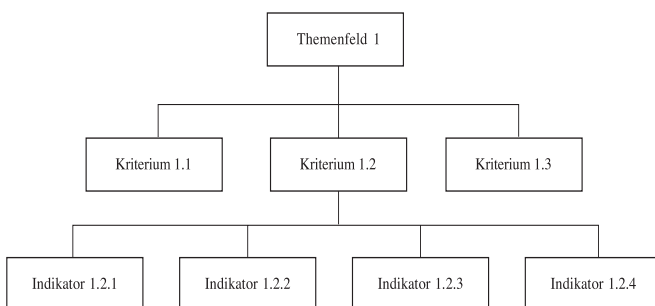 Themenfeld 1
Kriterium 1.1
Kriterium 1.2
Kriterium 1.3
Indikator 1.2.1
Indikator 1.2.2
Indikator 1.2.3
Indikator 1.2.4